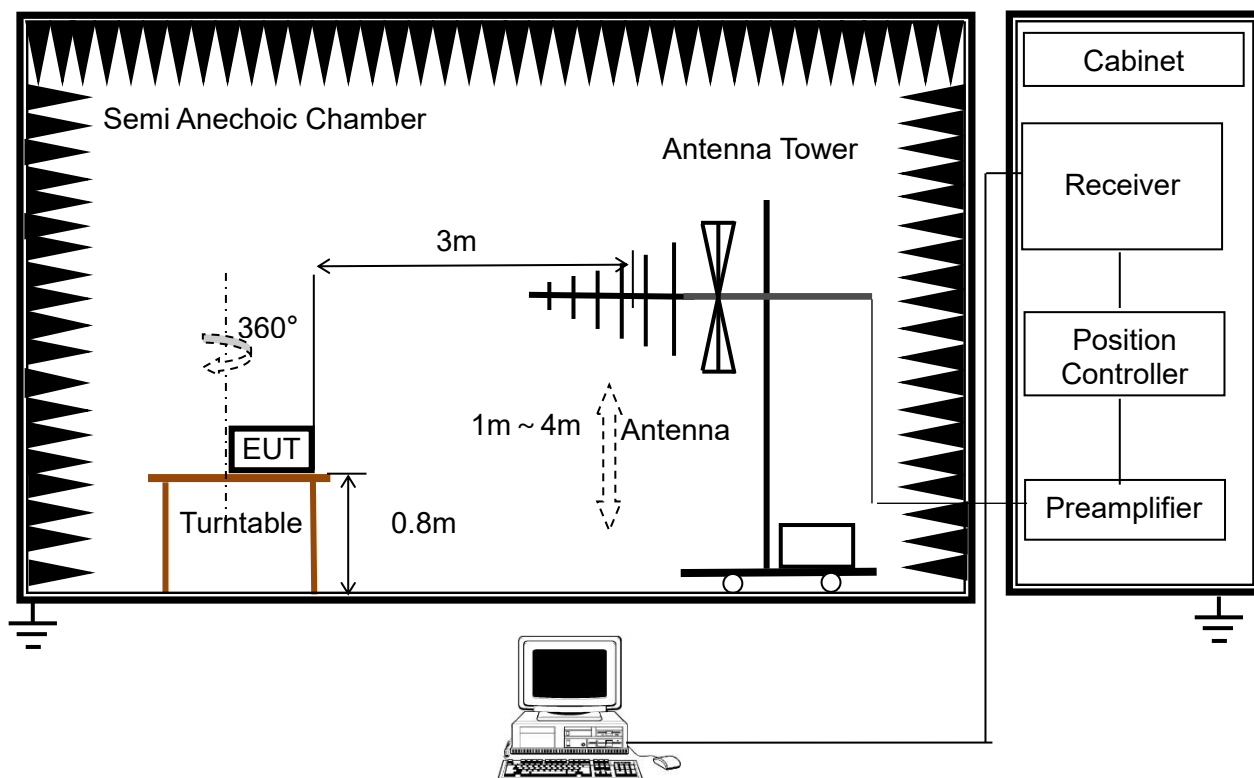 Cabinet
Semi Anechoic Chamber
Antenna Tower
Receiver
3m
360°
Position
Controller
1m ~ 4m
Antenna
EUT
Turntable
0.8m
Preamplifier